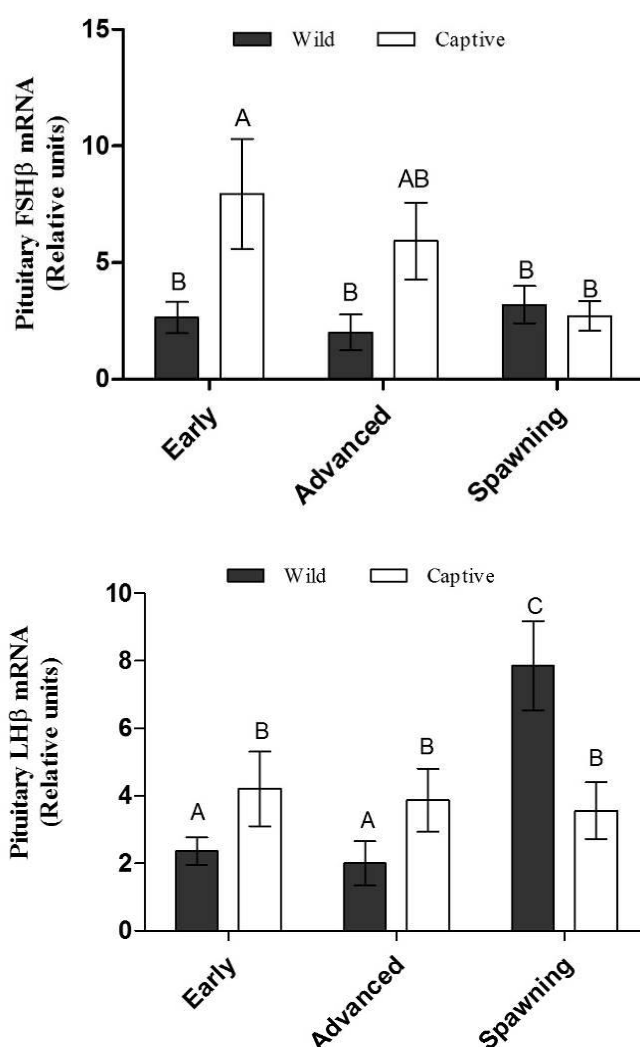 15
Wild Captive
Pituitary FSHβ mRNA
(Relative units)
A
10
AB
5
B
B
B
B
0
Early
Advanced
Spawning
Wild Captive
Pituitary LHβ mRNA
(Relative units)
10
C
8
6
B
B
B
4
A
A
2
0
Early
Advanced
Spawning